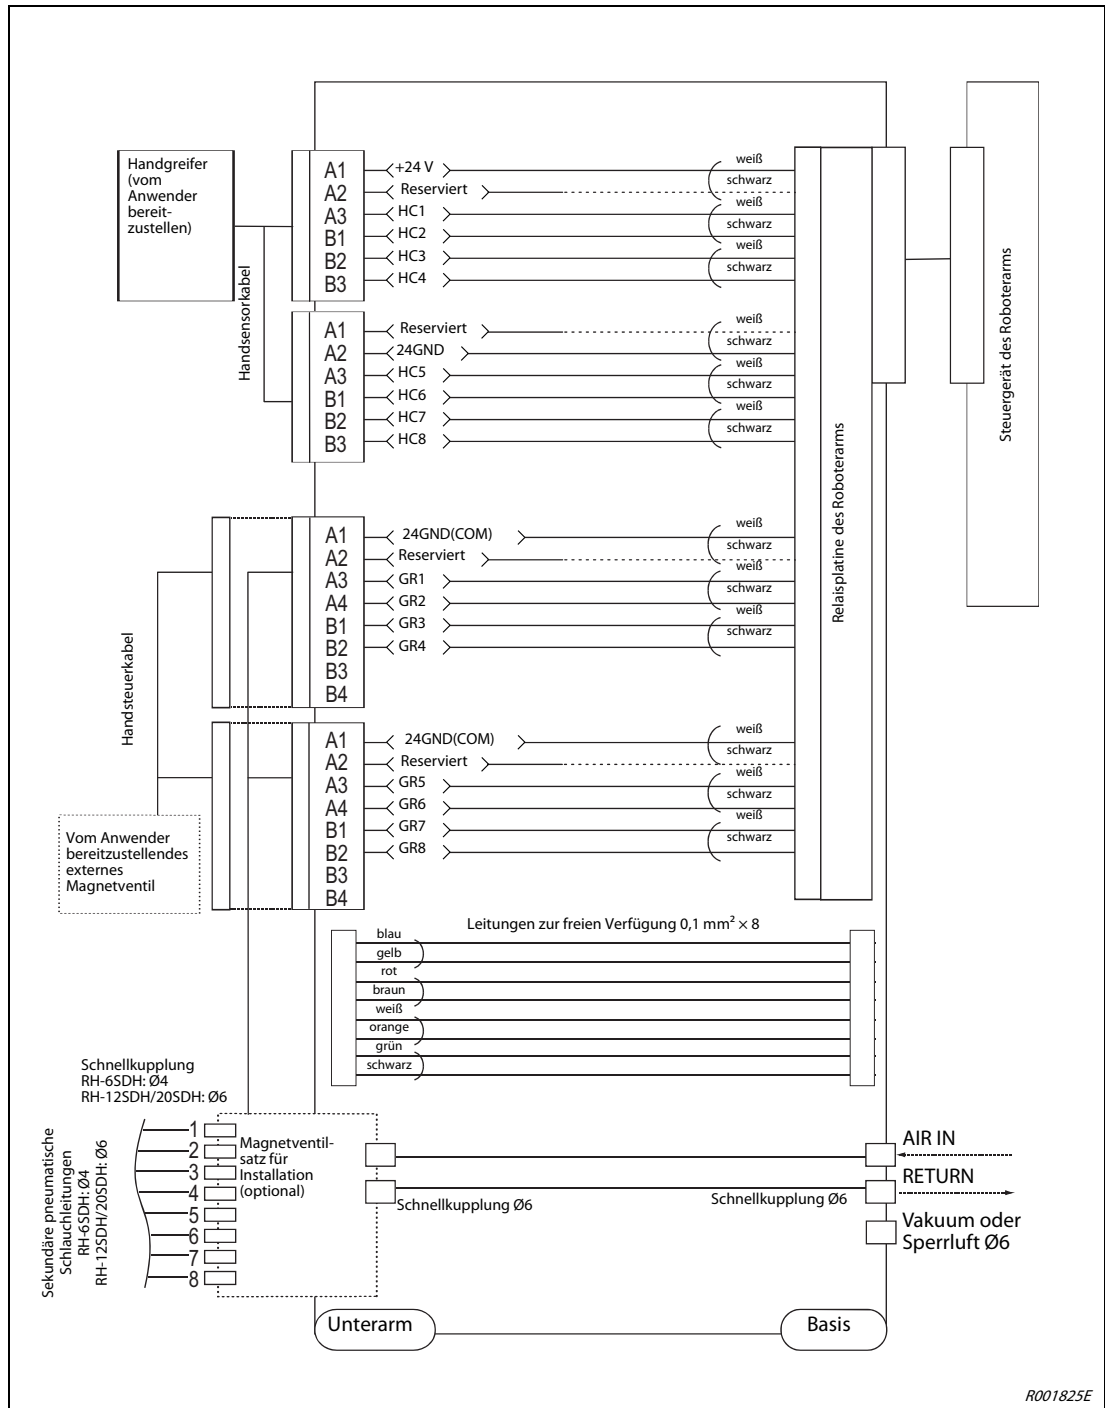 Handgreifer
(vom
Anwender
bereit-
zustellen)
Handsensorkabel
A1 +24 V weiß
A2 Reserviert schwarz
A3 HC1 weiß
B1 HC2 schwarz
B2 HC3 weiß
B3 HC4 schwarz
A1 Reserviert weiß
A2 24GND schwarz
A3 HC5 weiß
B1 HC6 schwarz
B2 HC7 weiß
B3 HC8 schwarz
Relaisplatine des Roboterarms
Steuergerät des Roboterarms
Handsteuerkabel
A1 24GND(COM) weiß
A2 Reserviert schwarz
A3 GR1 weiß
A4 GR2 schwarz
B1 GR3 weiß
B2 GR4 schwarz
B3
B4
A1 24GND(COM) weiß
A2 Reserviert schwarz
A3 GR5 weiß
A4 GR6 schwarz
B1 GR7 weiß
B2 GR8 schwarz
B3
B4
Vom Anwender
bereitzustellendes
externes
Magnetventil
Leitungen zur freien Verfügung 0,1 mm² × 8
blau
gelb
rot
braun
weiß
orange
grün
schwarz
Schnellkupplung
RH-6SDH: Ø4
RH-12SDH/20SDH: Ø6
Sekundäre pneumatische
Schlauchleitungen
RH-6SDH: Ø4
RH-12SDH/20SDH: Ø6
1
2
3
4
5
6
7
8
Magnetventil-
satz für
Installation
(optional)
Schnellkupplung Ø6
Schnellkupplung Ø6
AIR IN
RETURN
Vakuum oder
Sperrluft Ø6
Unterarm
Basis
R001825E